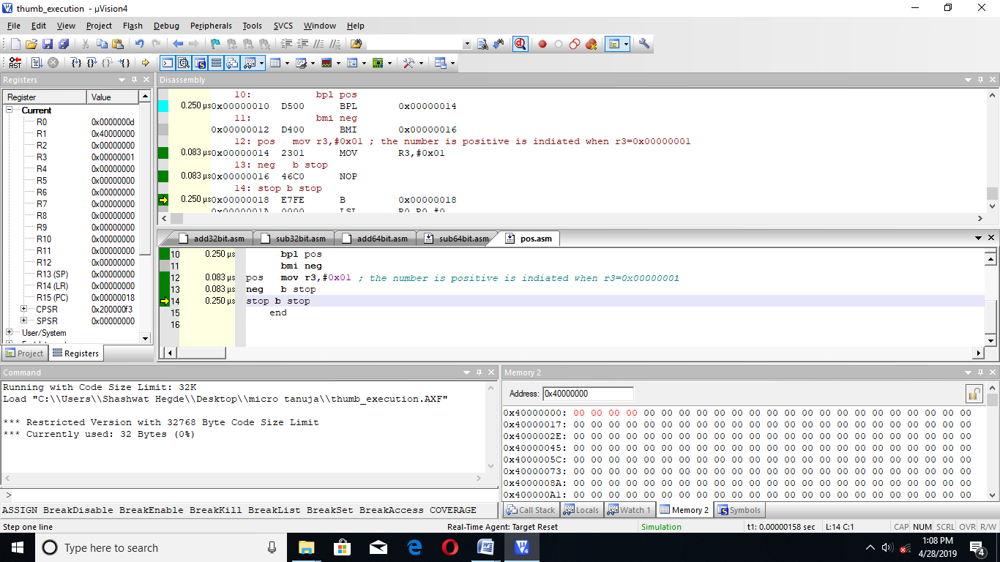 thumb_execution - µVision4
File Edit View Project Flash Debug Peripherals Tools SVCS Window Help
RST
Registers
Register Value
Current
R0 0x0000000d
R1 0x40000000
R2 0x00000000
R3 0x00000001
R4 0x00000000
R5 0x00000000
R6 0x00000000
R7 0x00000000
R8 0x00000000
R9 0x00000000
R10 0x00000000
R11 0x00000000
R12 0x00000000
R13 (SP) 0x00000000
R14 (LR) 0x00000000
R15 (PC) 0x00000018
CPSR 0x200000f3
SPSR 0x00000000
User/System
Project Registers
Disassembly
10: bpl pos
0.250 µs 0x00000010 D500 BPL 0x00000014
11: bmi neg
0x00000012 D400 BMI 0x00000016
12: pos mov r3,#0x01 ; the number is positive is indiated when r3=0x00000001
0.083 µs 0x00000014 2301 MOV R3,#0x01
13: neg b stop
0.083 µs 0x00000016 46C0 NOP
14: stop b stop
0.250 µs 0x00000018 E7FE B 0x00000018
0x0000001A 0000 LSL R0,R0,#0
add32bit.asm sub32bit.asm add64bit.asm sub64bit.asm pos.asm
10 0.250 µs bpl pos
11 bmi neg
12 0.083 µs pos mov r3,#0x01 ; the number is positive is indiated when r3=0x00000001
13 0.083 µs neg b stop
14 0.250 µs stop b stop
15 end
16
Command
Running with Code Size Limit: 32K
Load "C:\\Users\\Shashwat Hegde\\Desktop\\micro tanuja\\thumb_execution.AXF"
*** Restricted Version with 32768 Byte Code Size Limit
*** Currently used: 32 Bytes (0%)
>
ASSIGN BreakDisable BreakEnable BreakKill BreakList BreakSet BreakAccess COVERAGE
Memory 2
Address: 0x40000000
0x40000000: 00 00 00 00 00 00 00 00 00 00 00 00 00 00 00 00 00 00 00 00 00 00 00
0x40000017: 00 00 00 00 00 00 00 00 00 00 00 00 00 00 00 00 00 00 00 00 00 00 00
0x4000002E: 00 00 00 00 00 00 00 00 00 00 00 00 00 00 00 00 00 00 00 00 00 00 00
0x40000045: 00 00 00 00 00 00 00 00 00 00 00 00 00 00 00 00 00 00 00 00 00 00 00
0x4000005C: 00 00 00 00 00 00 00 00 00 00 00 00 00 00 00 00 00 00 00 00 00 00 00
0x40000073: 00 00 00 00 00 00 00 00 00 00 00 00 00 00 00 00 00 00 00 00 00 00 00
0x4000008A: 00 00 00 00 00 00 00 00 00 00 00 00 00 00 00 00 00 00 00 00 00 00 00
0x400000A1: 00 00 00 00 00 00 00 00 00 00 00 00 00 00 00 00 00 00 00 00 00 00 00
Call Stack Locals Watch 1 Memory 2 Symbols
Step one line Real-Time Agent: Target Reset Simulation t1: 0.00000158 sec L:14 C:1 CAP NUM SCRL OVR R/W
Type here to search
1:08 PM
4/28/2019
4